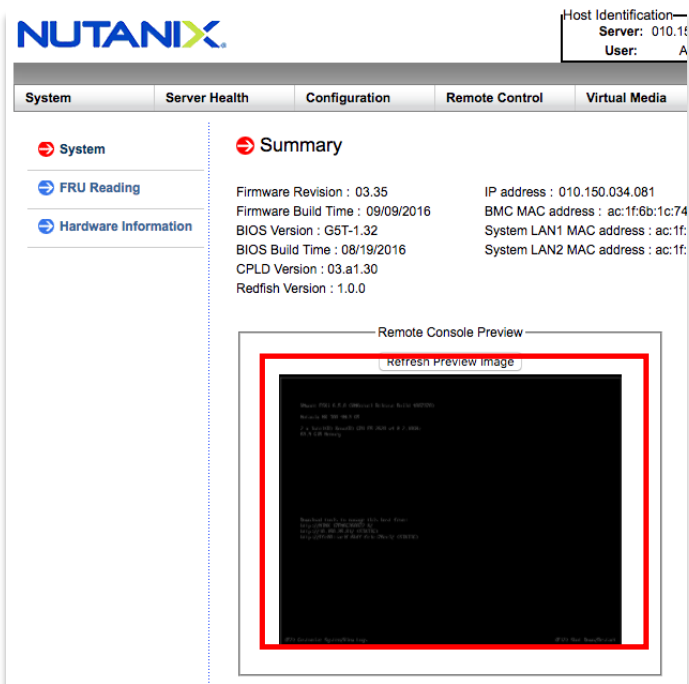 NUTANIX.
Host Identification
Server: 010.15
User: A
System Server Health Configuration Remote Control Virtual Media
System
FRU Reading
Hardware Information
Summary
Firmware Revision : 03.35
Firmware Build Time : 09/09/2016
BIOS Version : G5T-1.32
BIOS Build Time : 08/19/2016
CPLD Version : 03.a1.30
Redfish Version : 1.0.0
IP address : 010.150.034.081
BMC MAC address : ac:1f:6b:1c:74
System LAN1 MAC address : ac:1f:
System LAN2 MAC address : ac:1f:
Remote Console Preview
Refresh Preview Image